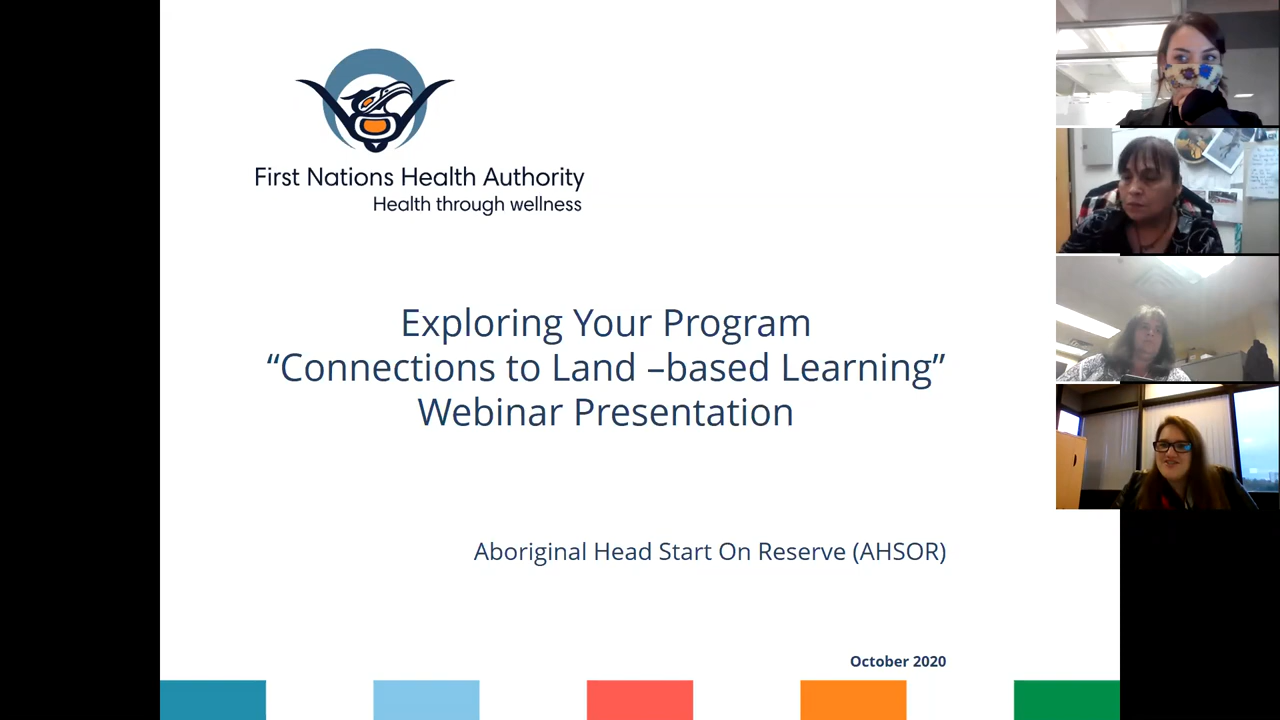 First Nations Health Authority
Health through wellness
Exploring Your Program
“Connections to Land –based Learning”
Webinar Presentation
Aboriginal Head Start On Reserve (AHSOR)
October 2020